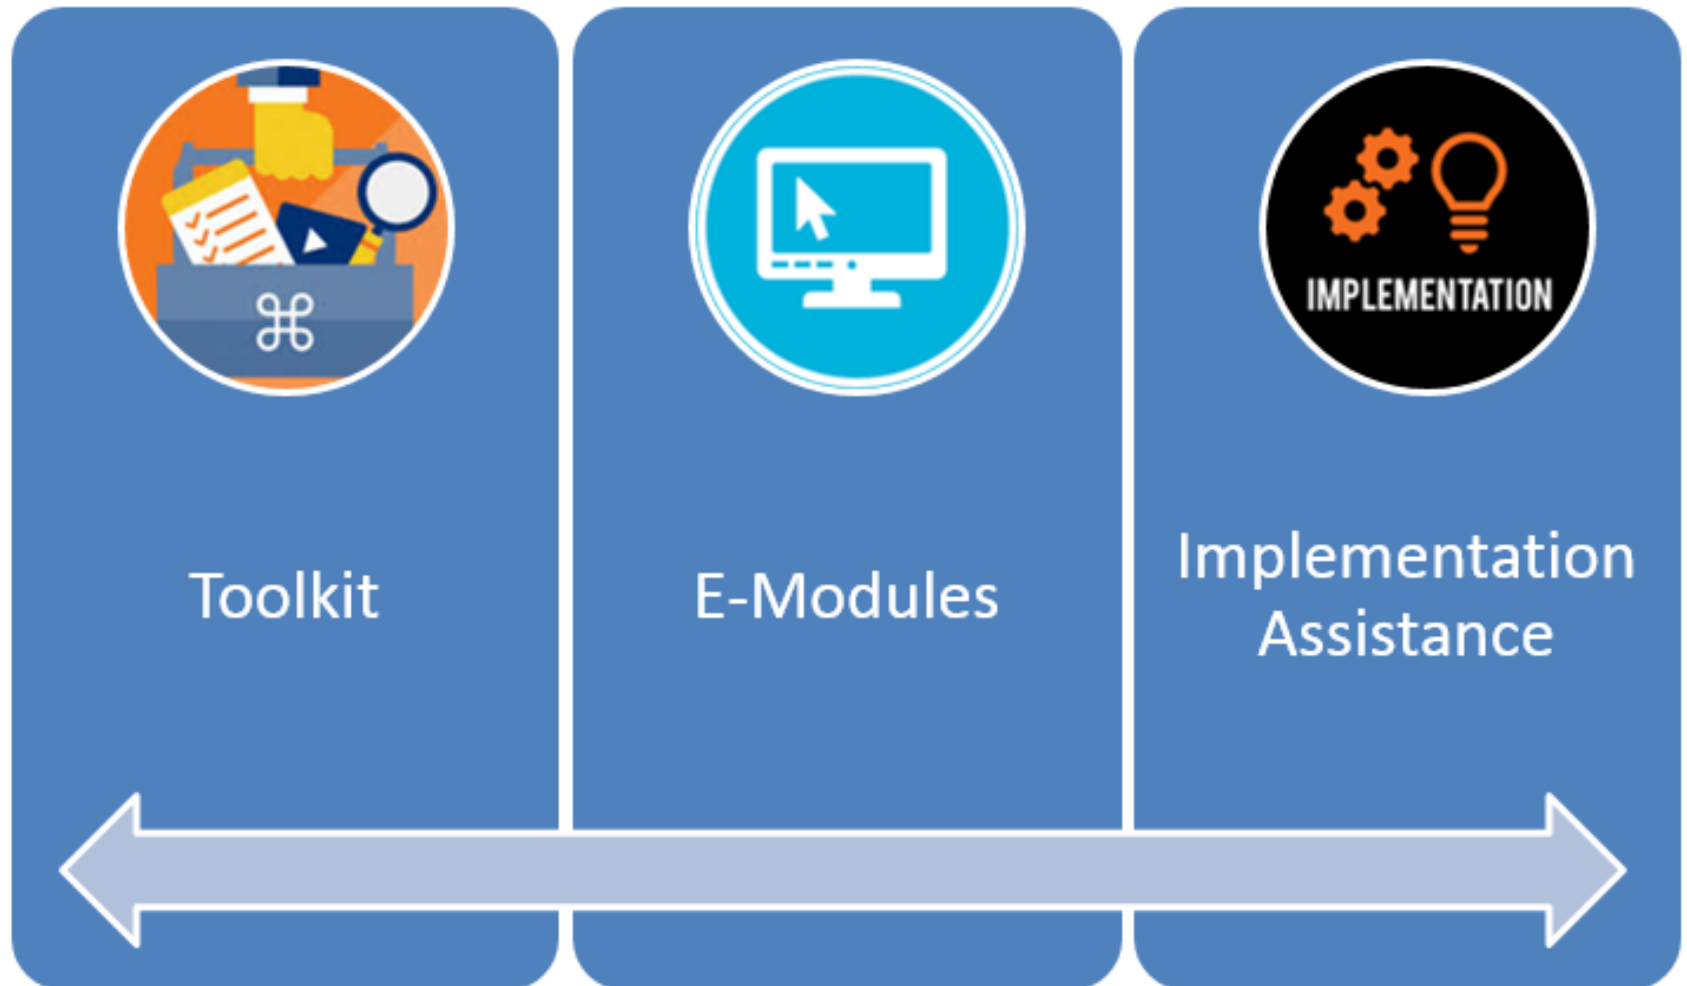 IMPLEMENTATION
Toolkit
E-Modules
Implementation
Assistance